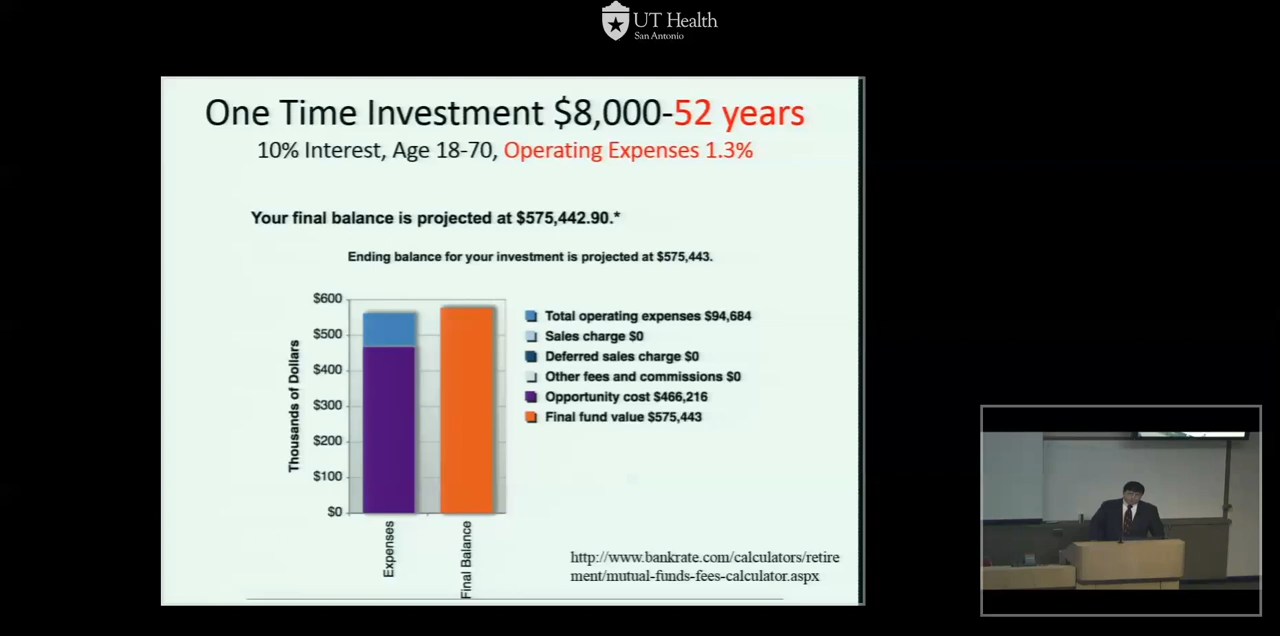 UT Health
San Antonio
One Time Investment $8,000-52 years
10% Interest, Age 18-70, Operating Expenses 1.3%
Your final balance is projected at $575,442.90.*
Ending balance for your investment is projected at $575,443.
Thousands of Dollars
$600
$500
$400
$300
$200
$100
$0
Expenses
Final Balance
Total operating expenses $94,684
Sales charge $0
Deferred sales charge $0
Other fees and commissions $0
Opportunity cost $466,216
Final fund value $575,443
http://www.bankrate.com/calculators/retire
ment/mutual-funds-fees-calculator.aspx